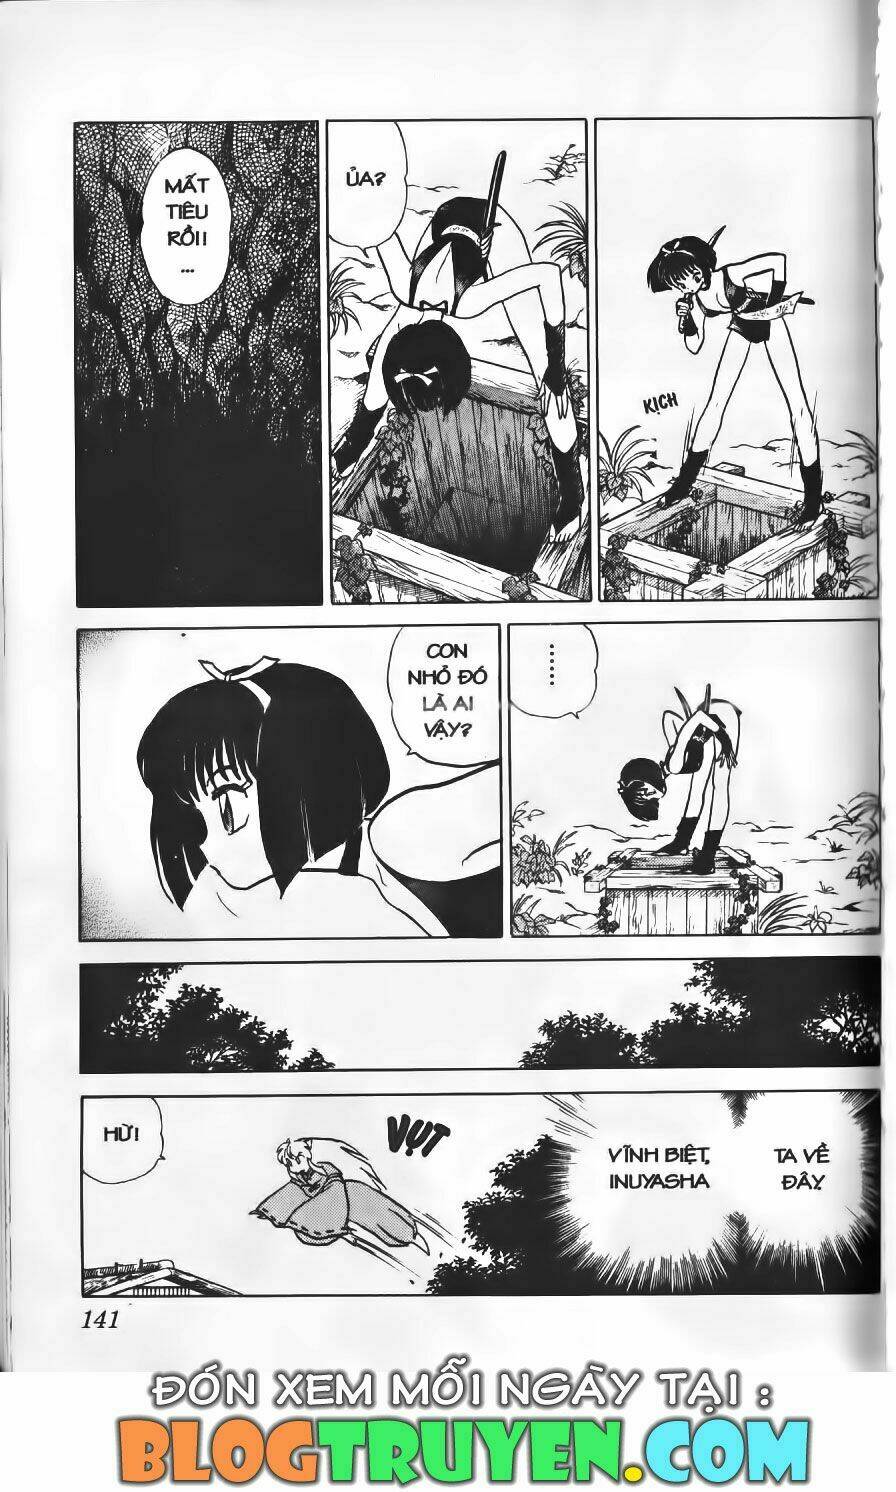 KỊCH
ỦA?
MẤT
TIÊU
RỒI!
...
......
CON
NHỎ ĐÓ
LÀ AI
VẬY?
TA VỀ
ĐÂY.
VĨNH BIỆT,
INUYASHA
VỤT
HỪ!
141
ĐÓN XEM MỖI NGÀY TẠI :
BLOGTRUYEN.COM